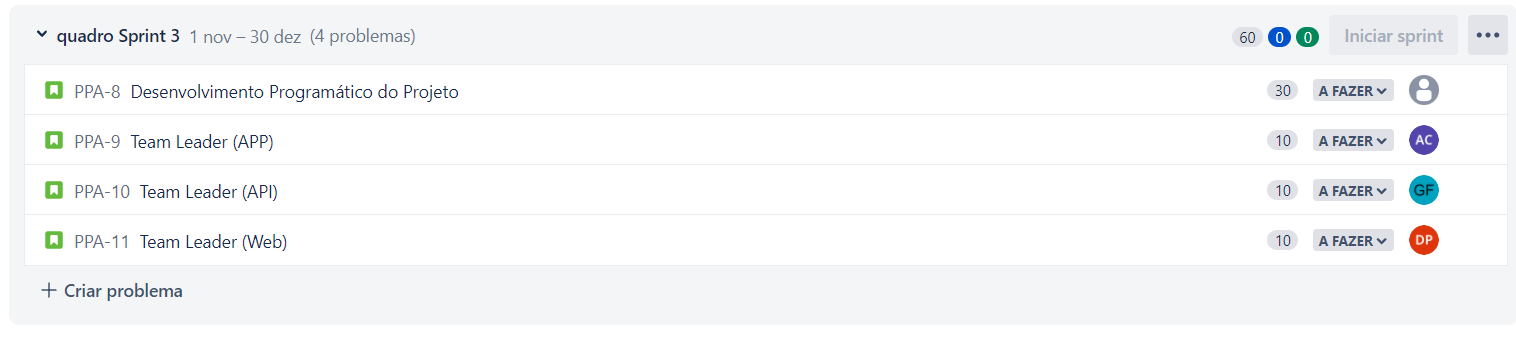 quadro Sprint 3 1 nov – 30 dez (4 problemas) 60 0 0 Iniciar sprint
PPA-8 Desenvolvimento Programático do Projeto 30 A FAZER
PPA-9 Team Leader (APP) 10 A FAZER AC
PPA-10 Team Leader (API) 10 A FAZER GF
PPA-11 Team Leader (Web) 10 A FAZER DP
Criar problema